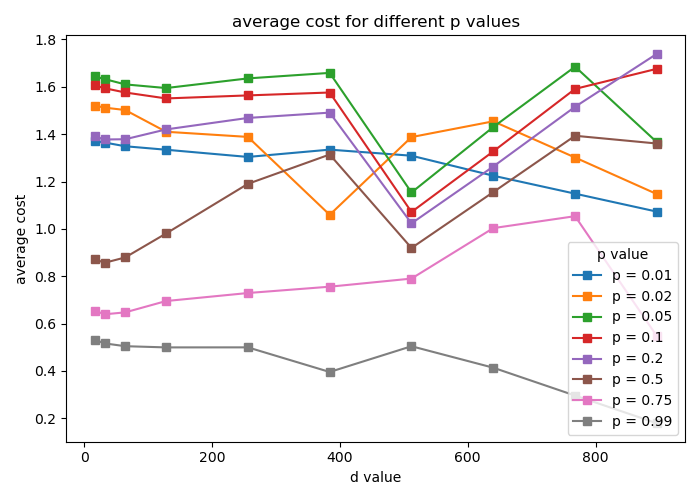 average cost for different p values
1.8
1.6
1.4
1.2
1.0
0.8
0.6
0.4
0.2
average cost
0
200
400
600
800
d value
p value
p = 0.01
p = 0.02
p = 0.05
p = 0.1
p = 0.2
p = 0.5
p = 0.75
p = 0.99